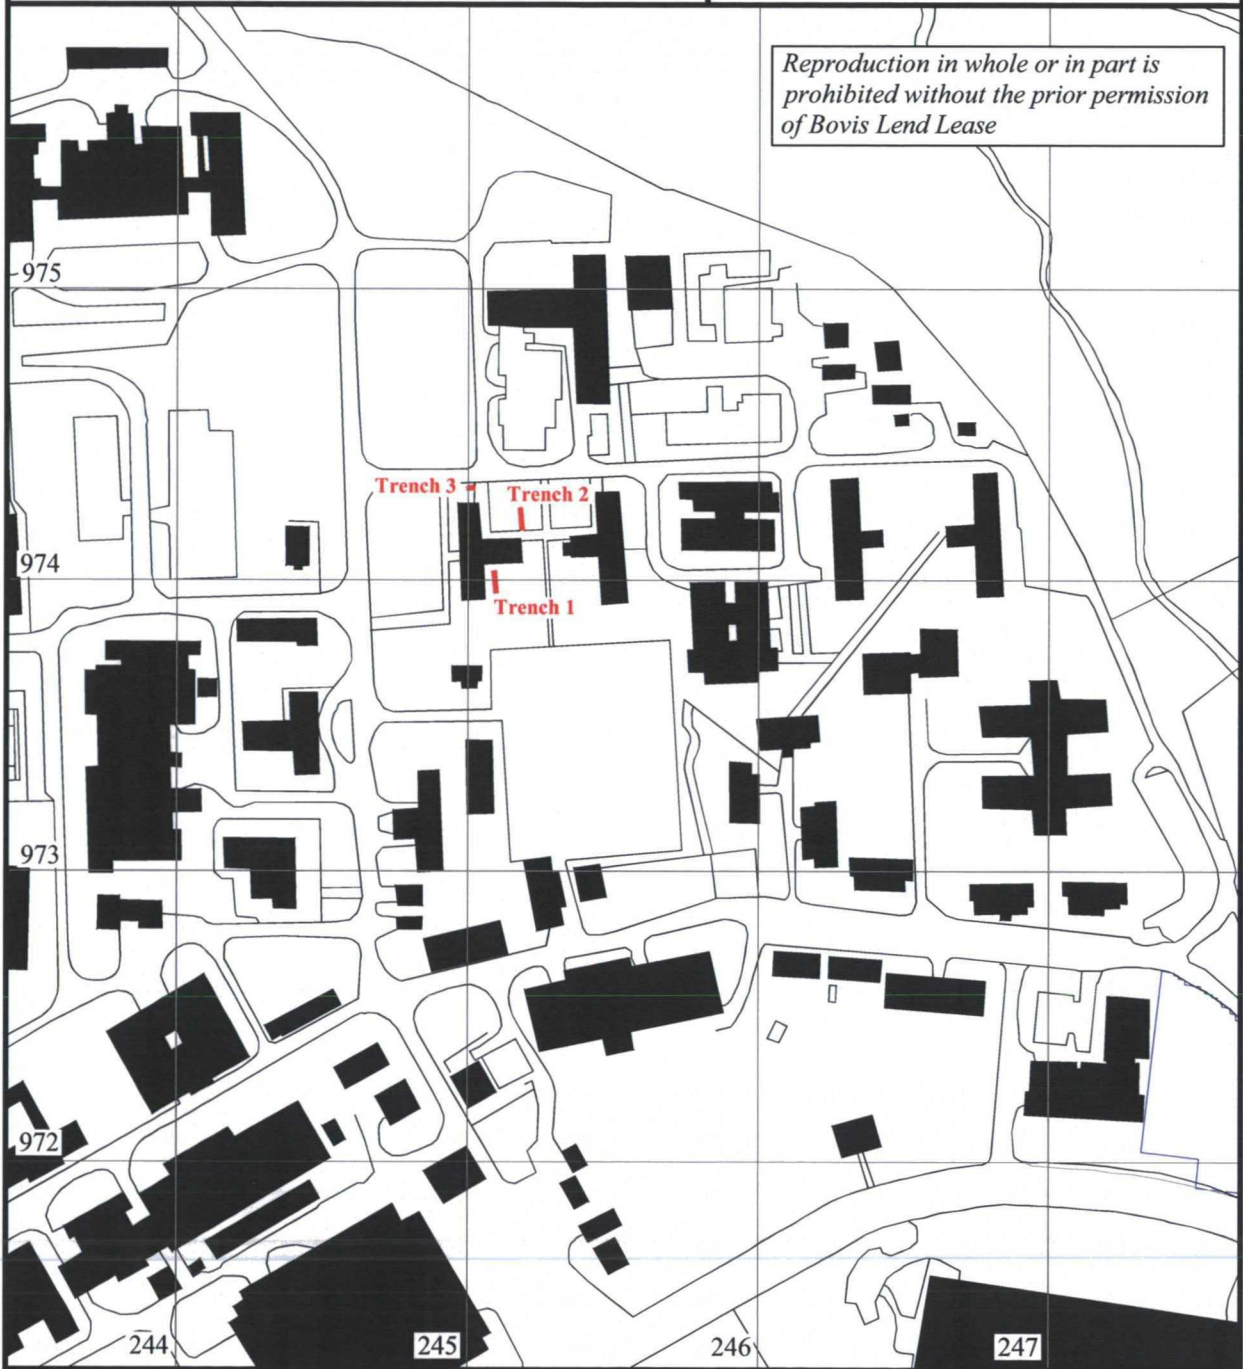 Reproduction in whole or in part is
prohibited without the prior permission
of Bovis Lend Lease
975
Trench 3
Trench 2
974
Trench 1
973
972
244
245
246
247